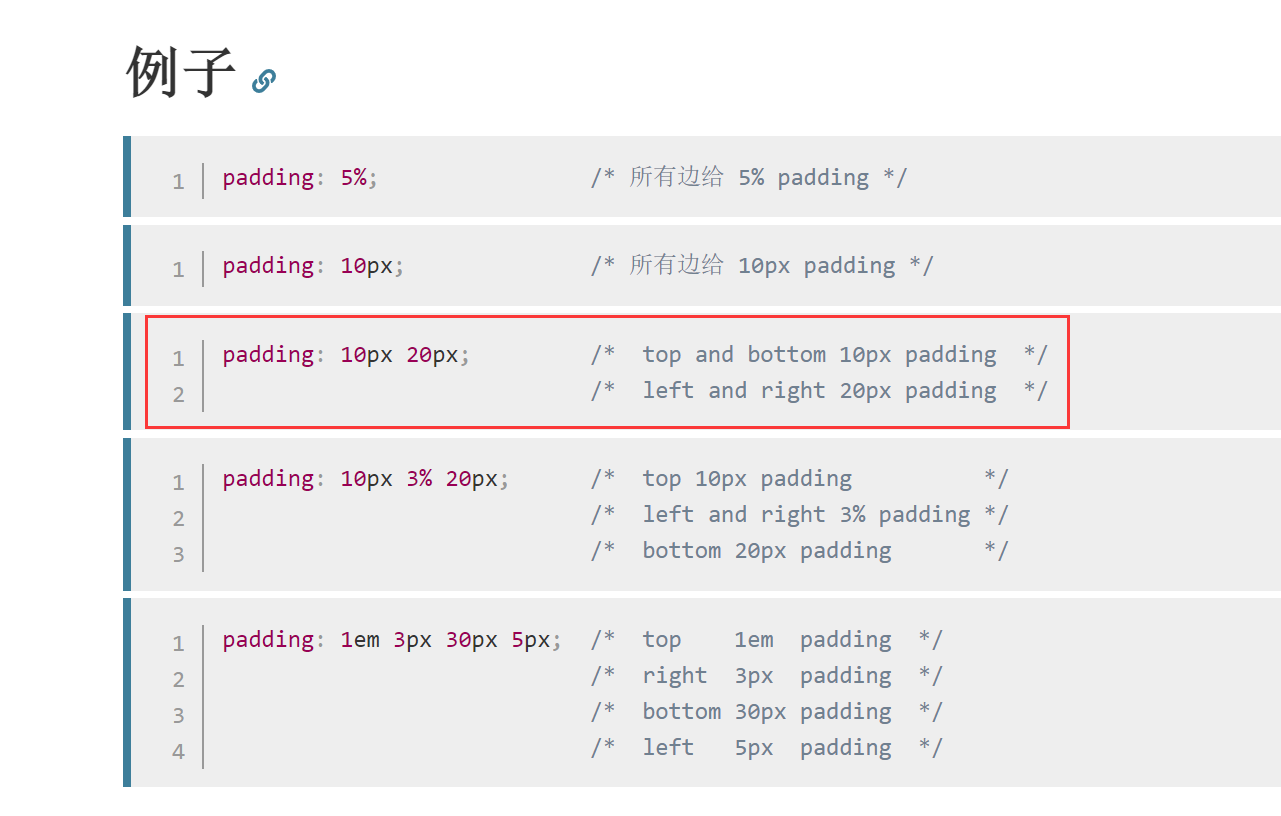 例子
1 padding: 5%; /* 所有边给 5% padding */
1 padding: 10px; /* 所有边给 10px padding */
1 padding: 10px 20px; /*  top and bottom 10px padding  */
2 /*  left and right 20px padding  */
1 padding: 10px 3% 20px; /*  top 10px padding          */
2 /*  left and right 3% padding */
3 /*  bottom 20px padding       */
1 padding: 1em 3px 30px 5px; /*  top    1em  padding  */
2 /*  right  3px  padding  */
3 /*  bottom 30px padding  */
4 /*  left   5px  padding  */